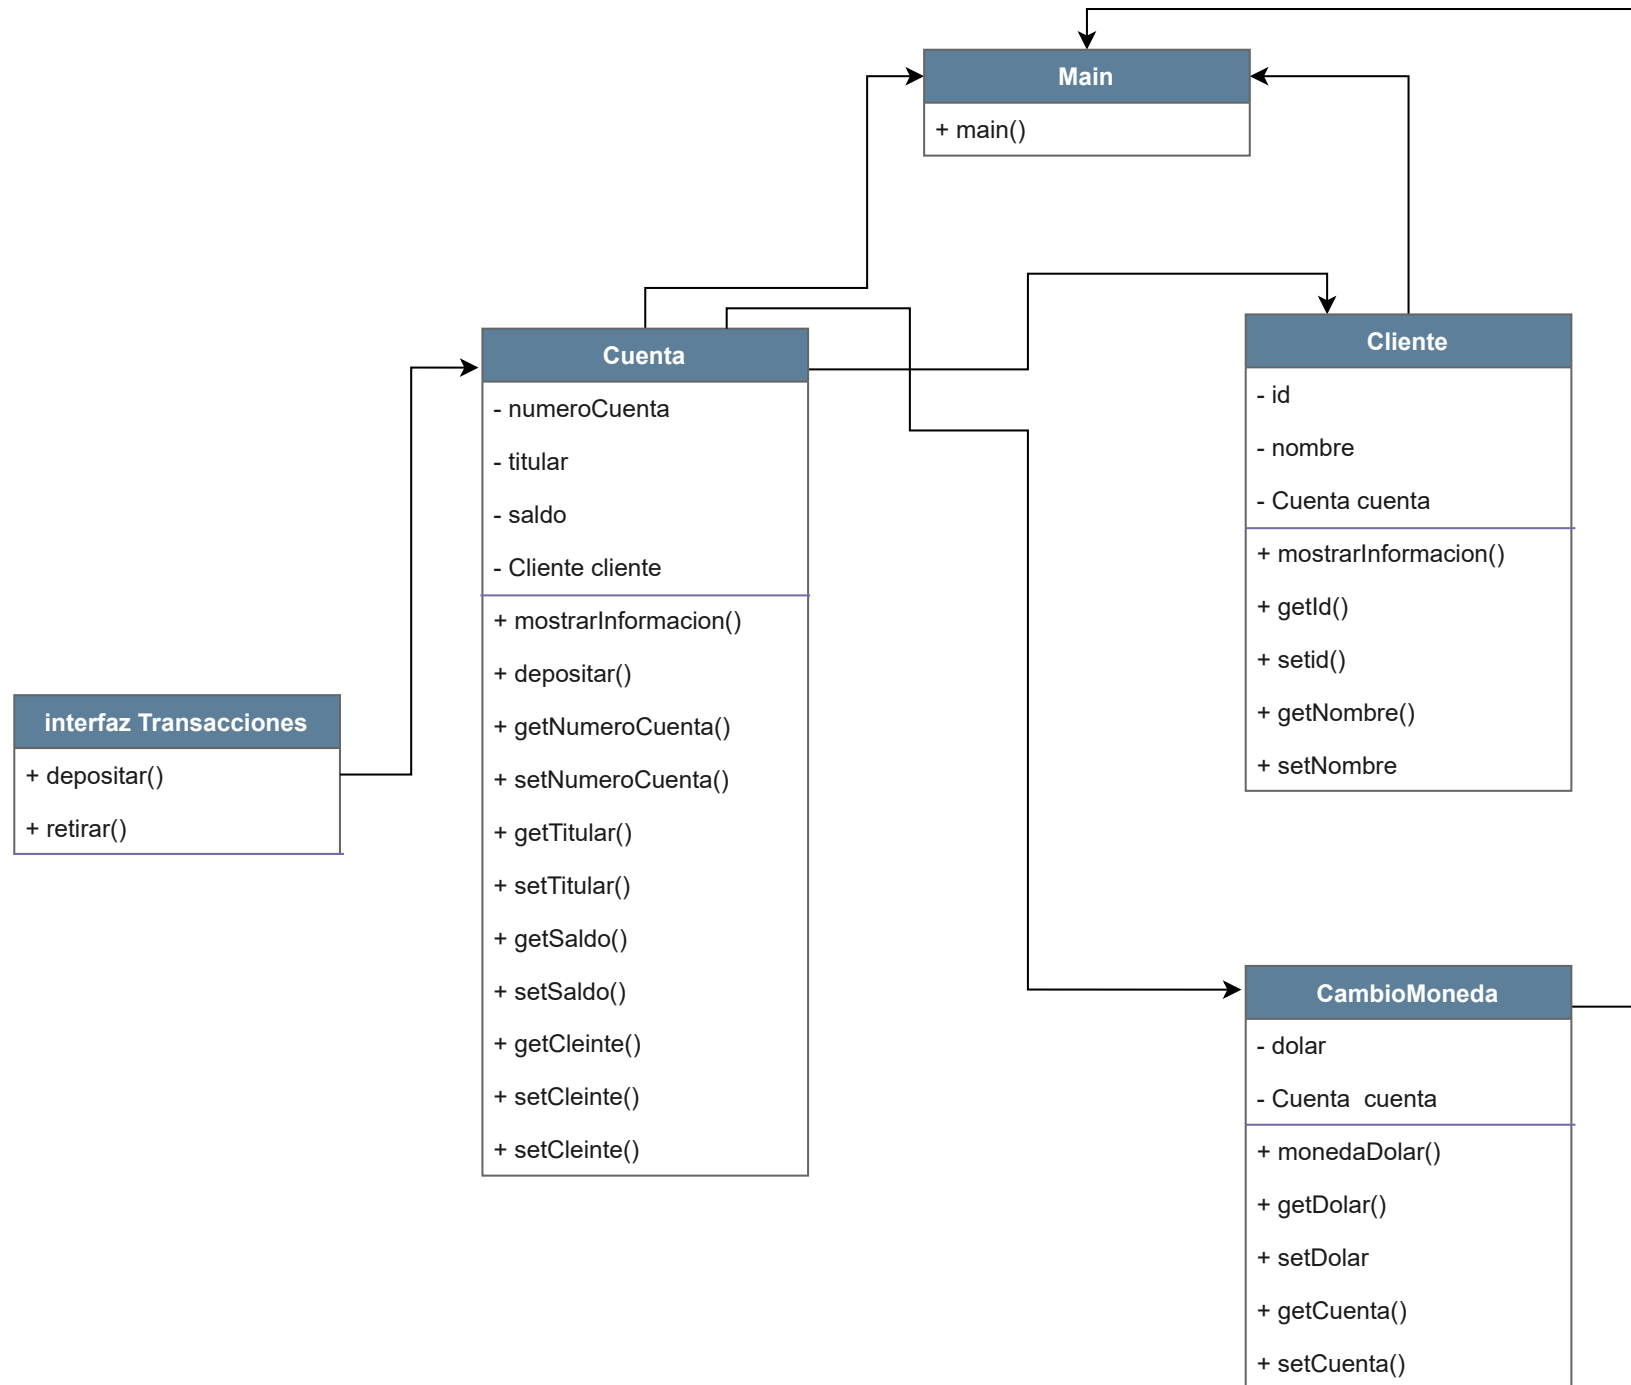 Main
+ main()
Cuenta
- numeroCuenta
- titular
- saldo
- Cliente cliente
+ mostrarInformacion()
+ depositar()
+ getNumeroCuenta()
+ setNumeroCuenta()
+ getTitular()
+ setTitular()
+ getSaldo()
+ setSaldo()
+ getCleinte()
+ setCleinte()
+ setCleinte()
Cliente
- id
- nombre
- Cuenta cuenta
+ mostrarInformacion()
+ getId()
+ setid()
+ getNombre()
+ setNombre
interfaz Transacciones
+ depositar()
+ retirar()
CambioMoneda
- dolar
- Cuenta  cuenta
+ monedaDolar()
+ getDolar()
+ setDolar
+ getCuenta()
+ setCuenta()